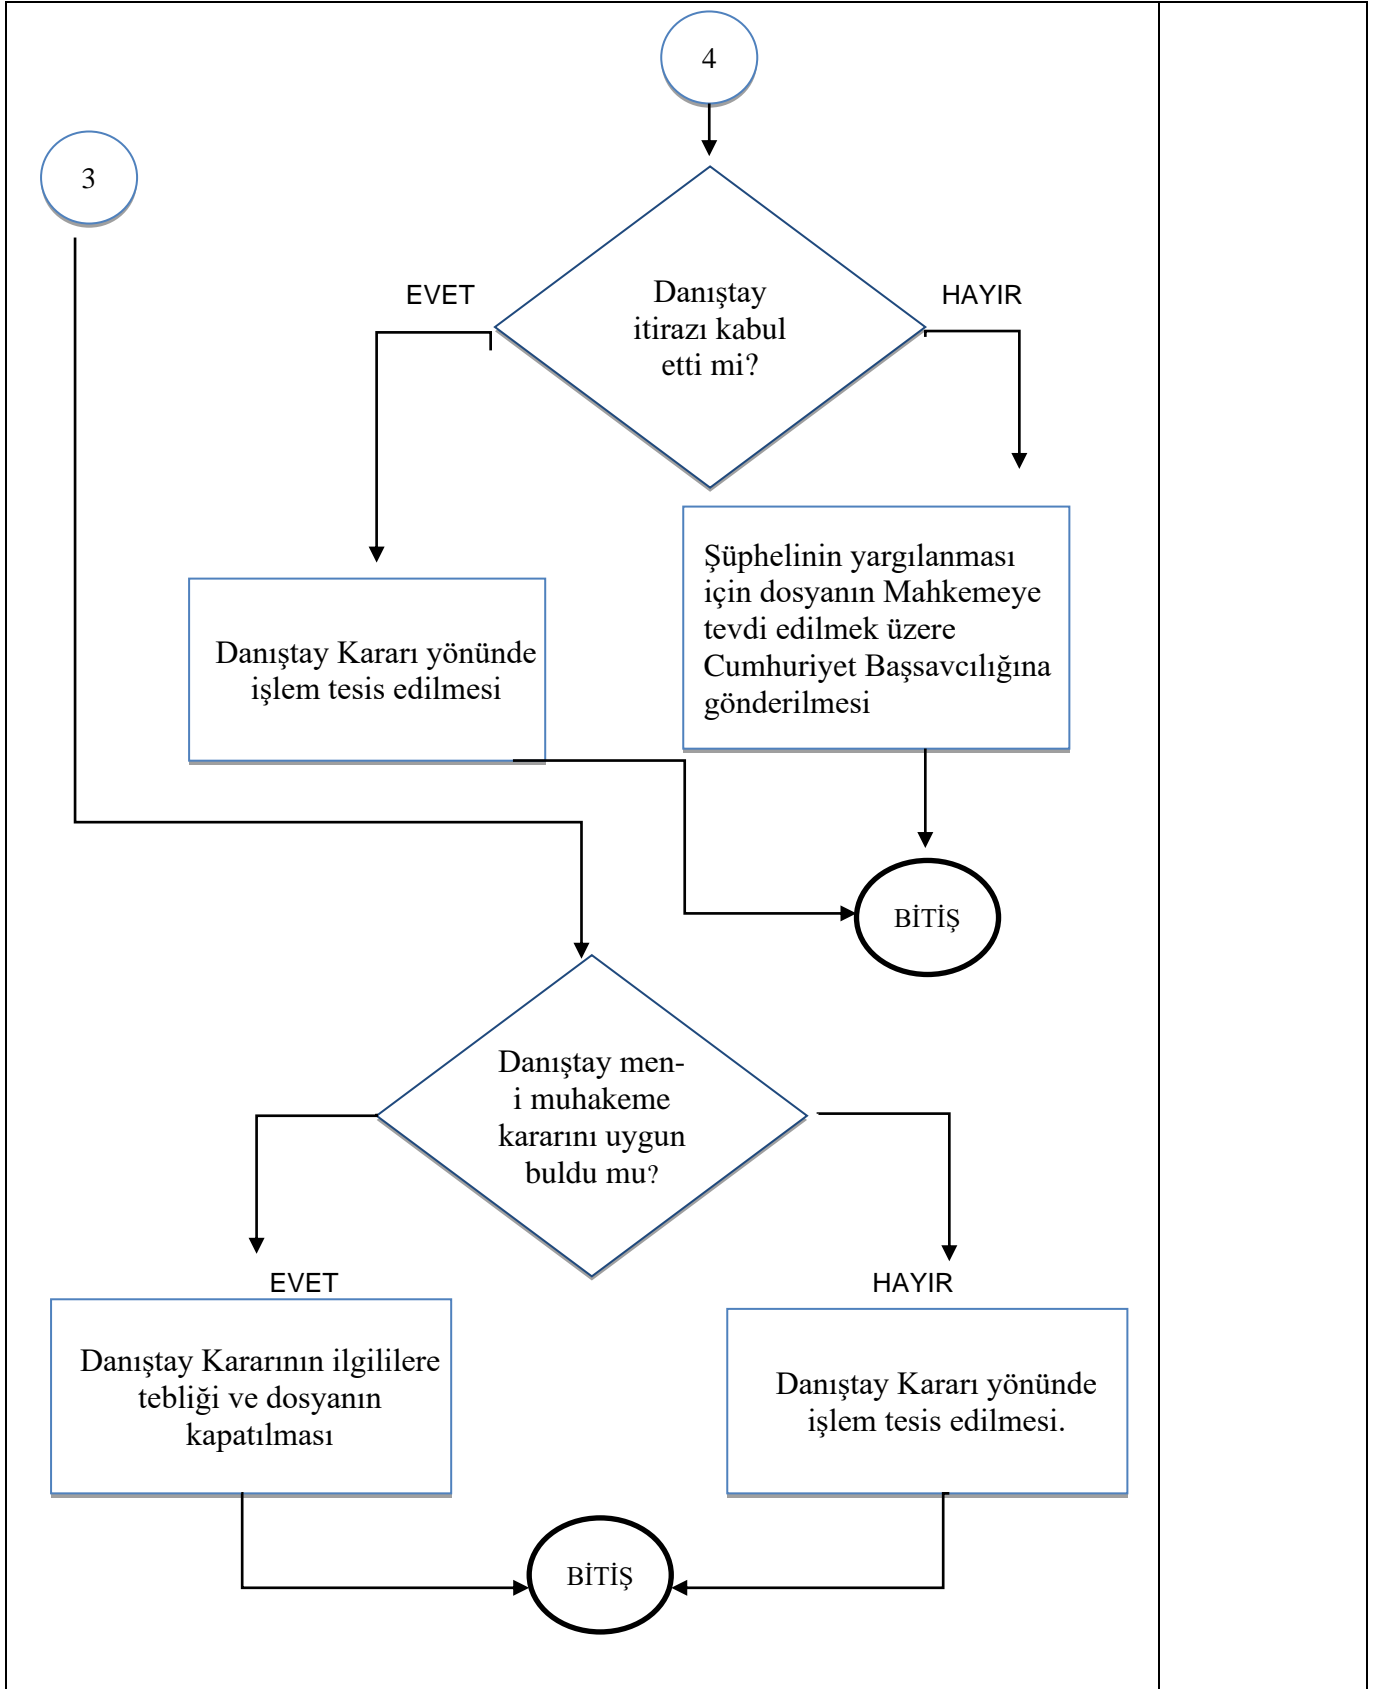 4
3
EVET
HAYIR
Danıştay
itirazı kabul
etti mi?
Şüphelinin yargılanması
için dosyanın Mahkemeye
tevdi edilmek üzere
Cumhuriyet Başsavcılığına
gönderilmesi
Danıştay Kararı yönünde
işlem tesis edilmesi
BİTİŞ
Danıştay men-
i muhakeme
kararını uygun
buldu mu?
EVET
HAYIR
Danıştay Kararının ilgililere
tebliği ve dosyanın
kapatılması
Danıştay Kararı yönünde
işlem tesis edilmesi.
BİTİŞ